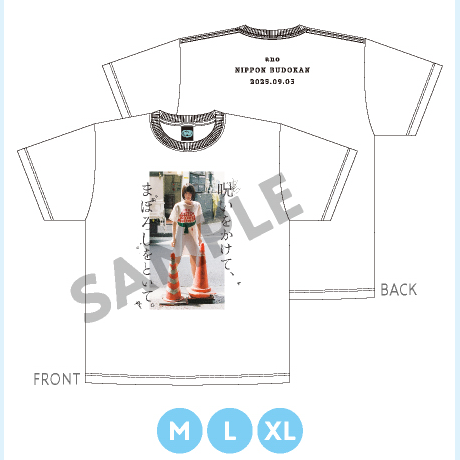 ano
NIPPON BUDOKAN
2025.09.03
呪いをかけて、
まぼろしをといて。
SAMPLE
BACK
FRONT
M L XL